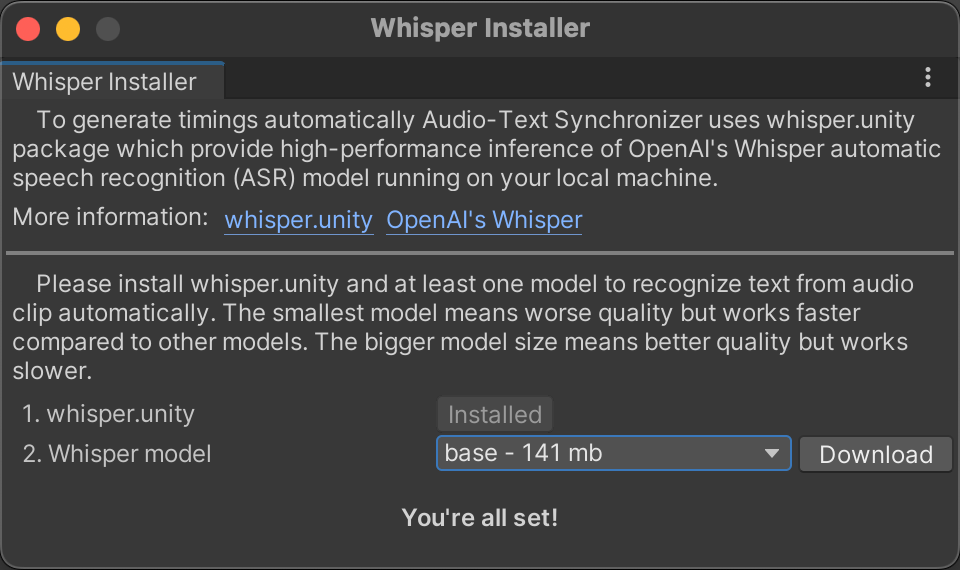 Whisper Installer
Whisper Installer
To generate timings automatically Audio-Text Synchronizer uses whisper.unity
package which provide high-performance inference of OpenAI's Whisper automatic
speech recognition (ASR) model running on your local machine.
More information: whisper.unity OpenAI's Whisper
Please install whisper.unity and at least one model to recognize text from audio
clip automatically. The smallest model means worse quality but works faster
compared to other models. The bigger model size means better quality but works
slower.
1. whisper.unity Installed
2. Whisper model base - 141 mb Download
You're all set!